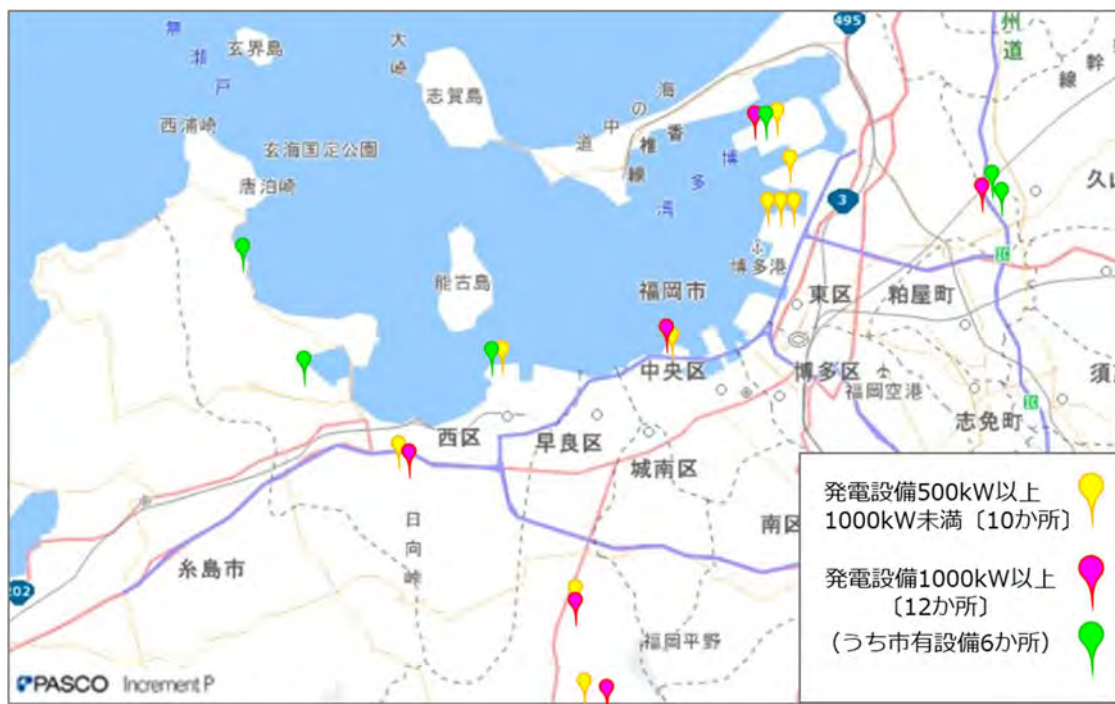 無瀬戸
玄界島
大崎
志賀島
海の中道
香椎線
西浦崎
玄海国定公園
唐泊崎
博多湾
能古島
495
州道
幹線
久山
3
博多港
福岡市
東区
粕屋町
IC
中央区
博多区
福岡空港
須
IC
志免町
西区
早良区
城南区
南区
日向峠
糸島市
202
福岡平野
発電設備500kW以上
1000kW未満〔10か所〕
発電設備1000kW以上
〔12か所〕
(うち市有設備6か所)
PASCO Increment P